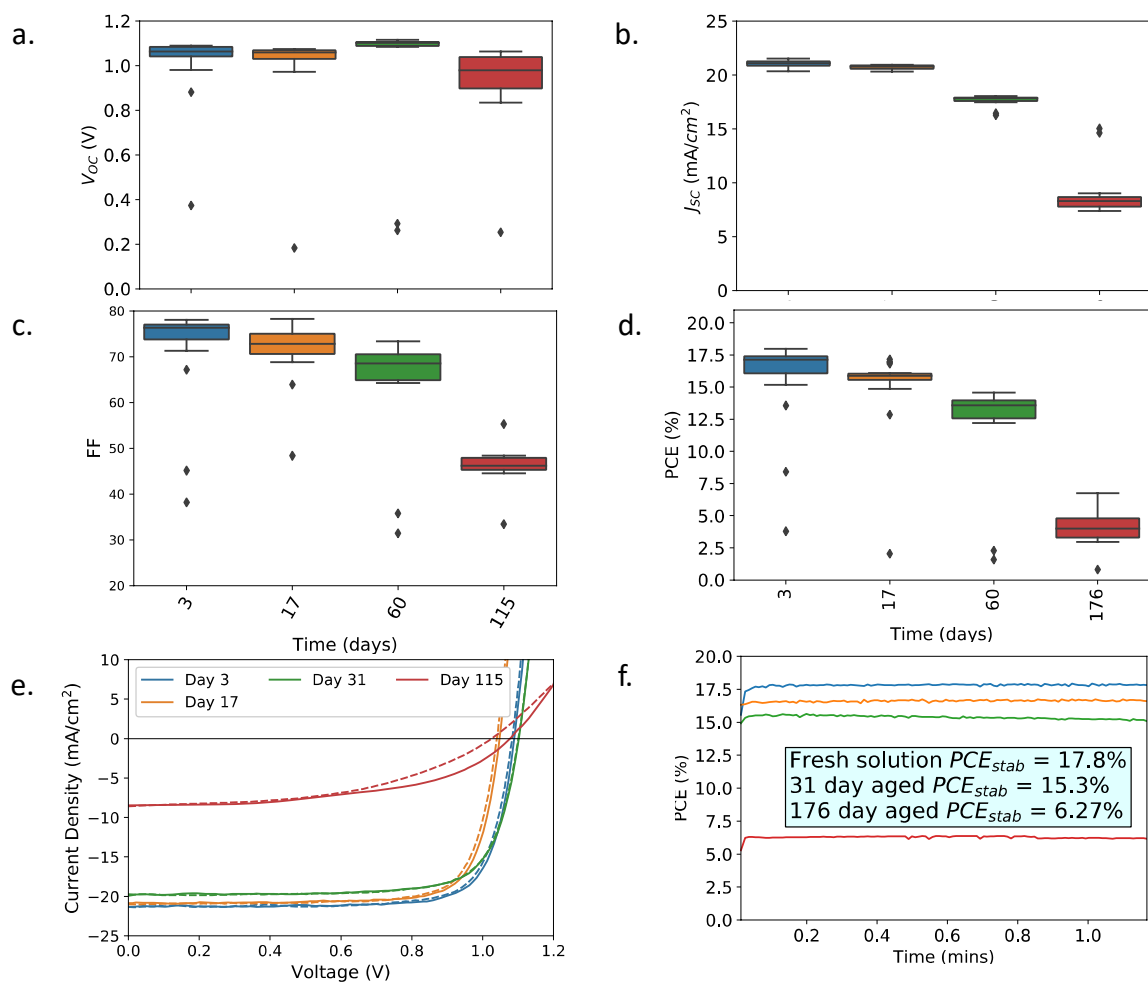 a.
1.2
1.0
0.8
0.6
0.4
0.2
0.0
V_OC (V)
b.
25
20
15
10
5
0
J_SC (mA/cm²)
c.
80
70
60
50
40
30
20
FF
3
17
60
115
Time (days)
d.
20.0
17.5
15.0
12.5
10.0
7.5
5.0
2.5
0.0
PCE (%)
3
17
60
176
Time (days)
e.
10
5
0
−5
−10
−15
−20
−25
Current Density (mA/cm²)
Day 3
Day 17
Day 31
Day 115
0.0 0.2 0.4 0.6 0.8 1.0 1.2
Voltage (V)
f.
20.0
17.5
15.0
12.5
10.0
7.5
5.0
2.5
0.0
PCE (%)
Fresh solution PCE_stab = 17.8%
31 day aged PCE_stab = 15.3%
176 day aged PCE_stab = 6.27%
0.2 0.4 0.6 0.8 1.0
Time (mins)